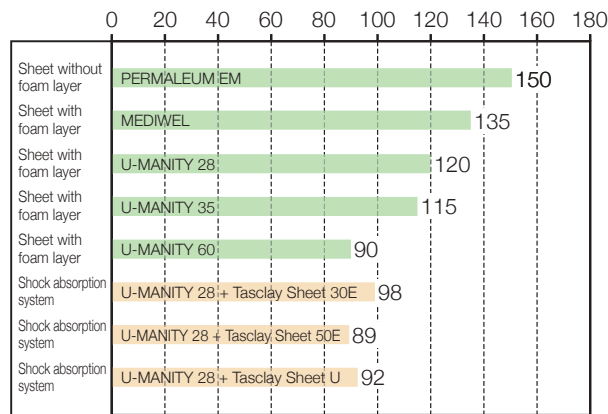 0 20 40 60 80 100 120 140 160 180
Sheet without
foam layer
PERMALEUM EM 150
Sheet with
foam layer
MEDIWEL 135
Sheet with
foam layer
U-MANITY 28 120
Sheet with
foam layer
U-MANITY 35 115
Sheet with
foam layer
U-MANITY 60 90
Shock absorption
system
U-MANITY 28 + Tasclay Sheet 30E 98
Shock absorption
system
U-MANITY 28 + Tasclay Sheet 50E 89
Shock absorption
system
U-MANITY 28 + Tasclay Sheet U 92